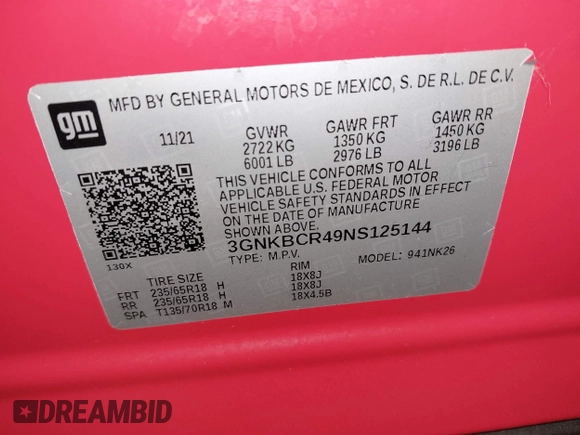 gm
MFD BY GENERAL MOTORS DE MEXICO, S. DE R.L. DE C.V.
11/21 GVWR GAWR FRT GAWR RR
2722 KG 1350 KG 1450 KG
6001 LB 2976 LB 3196 LB
THIS VEHICLE CONFORMS TO ALL
APPLICABLE U.S. FEDERAL MOTOR
VEHICLE SAFETY STANDARDS IN EFFECT
ON THE DATE OF MANUFACTURE
SHOWN ABOVE.
3GNKBCR49NS125144
130X TYPE: M.P.V. MODEL: 941NK26
TIRE SIZE RIM
FRT 235/65R18 H 18X8J
RR 235/65R18 H 18X8J
SPA T135/70R18 M 18X4.5B
DREAMBID